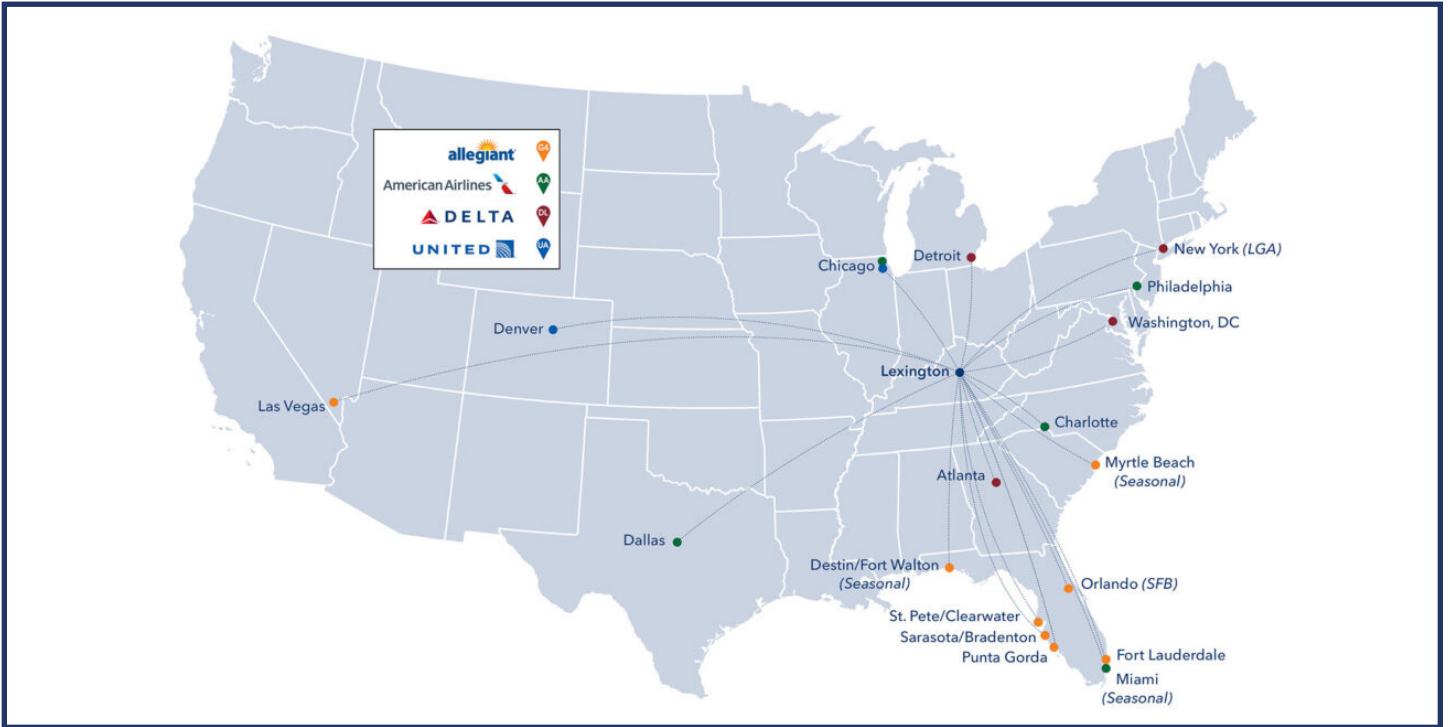 allegiant
G4
American Airlines
AA
DELTA
DL
UNITED
UA
New York (LGA)
Detroit
Chicago
Philadelphia
Washington, DC
Denver
Lexington
Las Vegas
Charlotte
Myrtle Beach
(Seasonal)
Atlanta
Dallas
Destin/Fort Walton
(Seasonal)
Orlando (SFB)
St. Pete/Clearwater
Sarasota/Bradenton
Punta Gorda
Fort Lauderdale
Miami
(Seasonal)